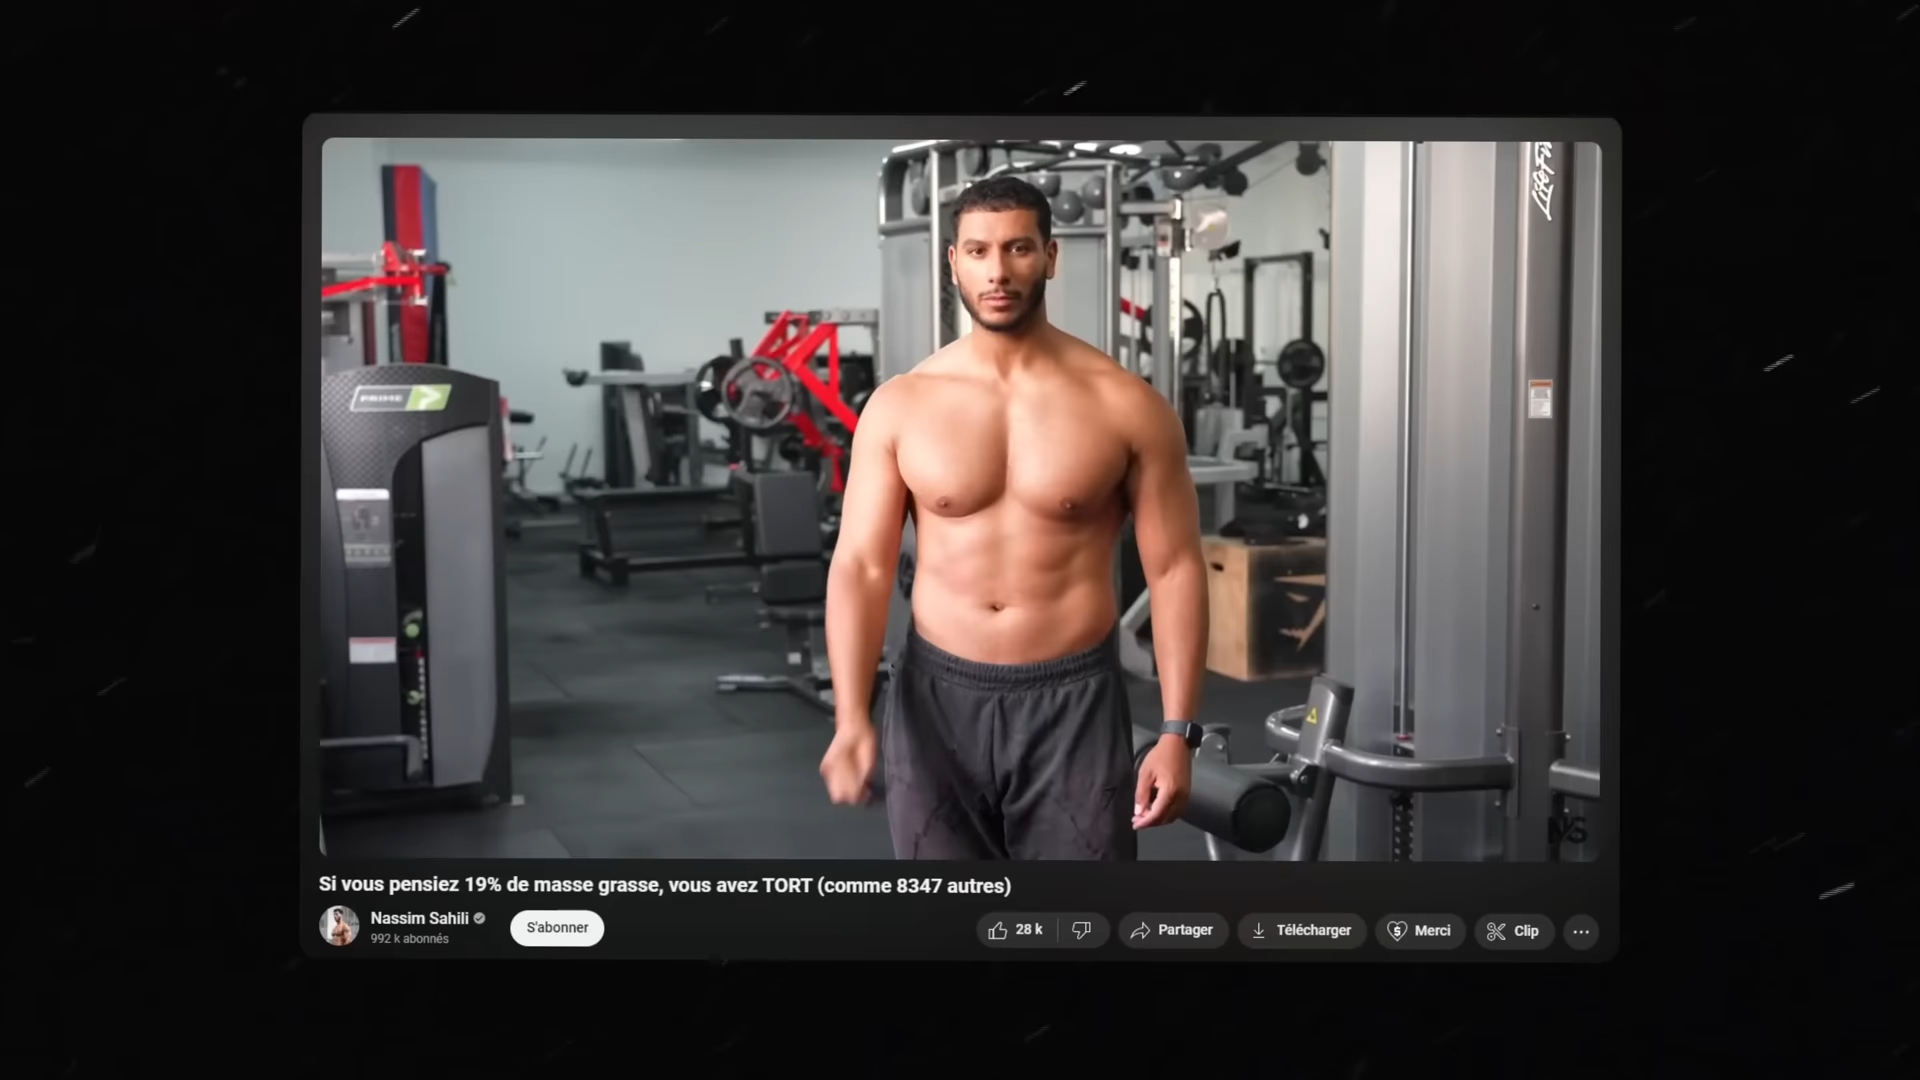 PRIME
Si vous pensiez 19% de masse grasse, vous avez TORT (comme 8347 autres)
Nassim Sahili
992 k abonnés
S'abonner
28 k
Partager
Télécharger
Merci
Clip